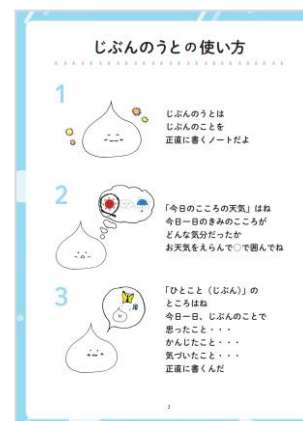 じぶんのうとの使い方
1
じぶんのうとは
じぶんのことを
正直に書くノートだよ
2
「今日のこころの天気」はね
今日一日のきみのこころが
どんな気分だったか
お天気をえらんで○で囲んでね
3
「ひとこと（じぶん）」の
ところはね
今日一日、じぶんのことで
思ったこと・・・
かんじたこと・・・
気づいたこと・・・
正直に書くんだ
2